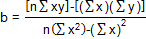 b = [n Σ xy]-[(Σ x)(Σ y)]
n(Σ x²)-(Σ x)²